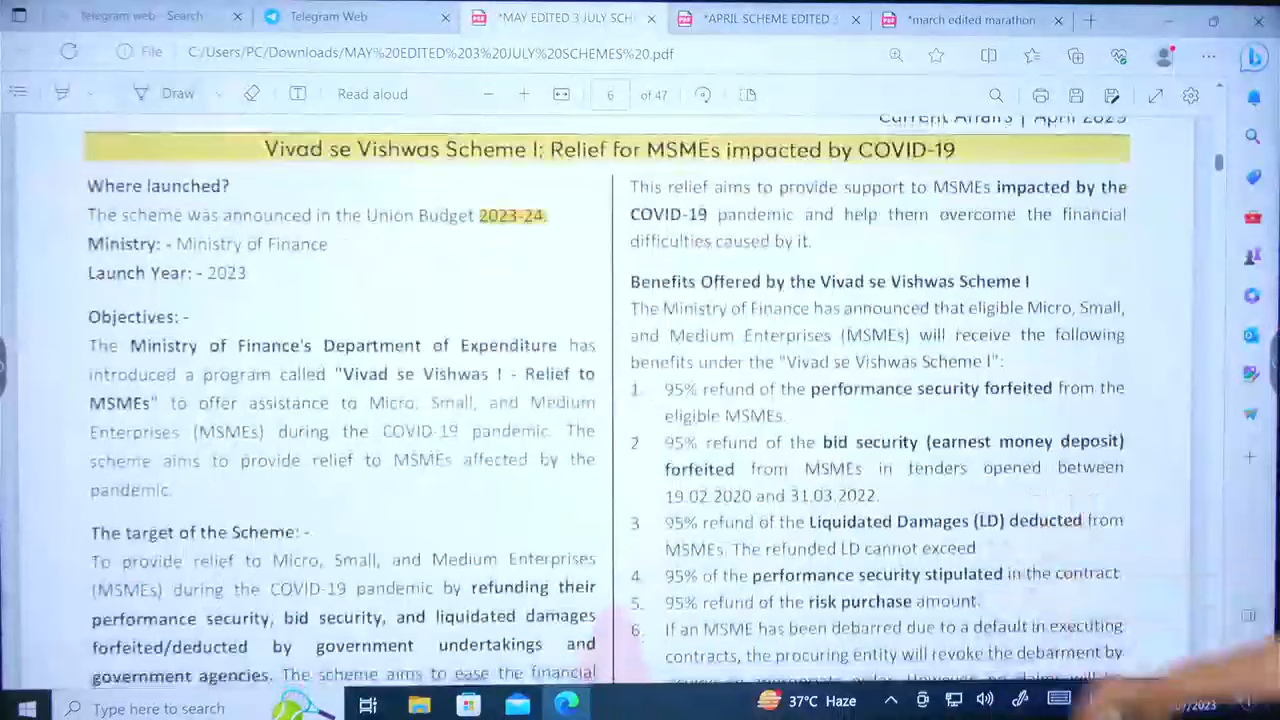 telegram web - Search
Telegram Web
*MAY EDITED 3 JULY SCH
*APRIL SCHEME EDITED
*march edited marathon
File
C:/Users/PC/Downloads/MAY%20EDITED%203%20JULY%20SCHEMES%20.pdf
Draw
Read aloud
6
of 47
Current Affairs | April 2023
Vivad se Vishwas Scheme I: Relief for MSMEs impacted by COVID-19
Where launched?
The scheme was announced in the Union Budget 2023-24.
Ministry: - Ministry of Finance
Launch Year: - 2023
Objectives: -
The Ministry of Finance's Department of Expenditure has
introduced a program called "Vivad se Vishwas I - Relief to
MSMEs" to offer assistance to Micro, Small, and Medium
Enterprises (MSMEs) during the COVID-19 pandemic. The
scheme aims to provide relief to MSMEs affected by the
pandemic.
The target of the Scheme: -
To provide relief to Micro, Small, and Medium Enterprises
(MSMEs) during the COVID-19 pandemic by refunding their
performance security, bid security, and liquidated damages
forfeited/deducted by government undertakings and
government agencies. The scheme aims to ease the financial
This relief aims to provide support to MSMEs impacted by the
COVID-19 pandemic and help them overcome the financial
difficulties caused by it.
Benefits Offered by the Vivad se Vishwas Scheme I
The Ministry of Finance has announced that eligible Micro, Small,
and Medium Enterprises (MSMEs) will receive the following
benefits under the "Vivad se Vishwas Scheme I":
1. 95% refund of the performance security forfeited from the
eligible MSMEs.
2 95% refund of the bid security (earnest money deposit)
forfeited from MSMEs in tenders opened between
19.02.2020 and 31.03.2022.
3 95% refund of the Liquidated Damages (LD) deducted from
MSMEs. The refunded LD cannot exceed
4. 95% of the performance security stipulated in the contract
5. 95% refund of the risk purchase amount.
6. If an MSME has been debarred due to a default in executing
contracts, the procuring entity will revoke the debarment by
Type here to search
37°C Haze
/2023